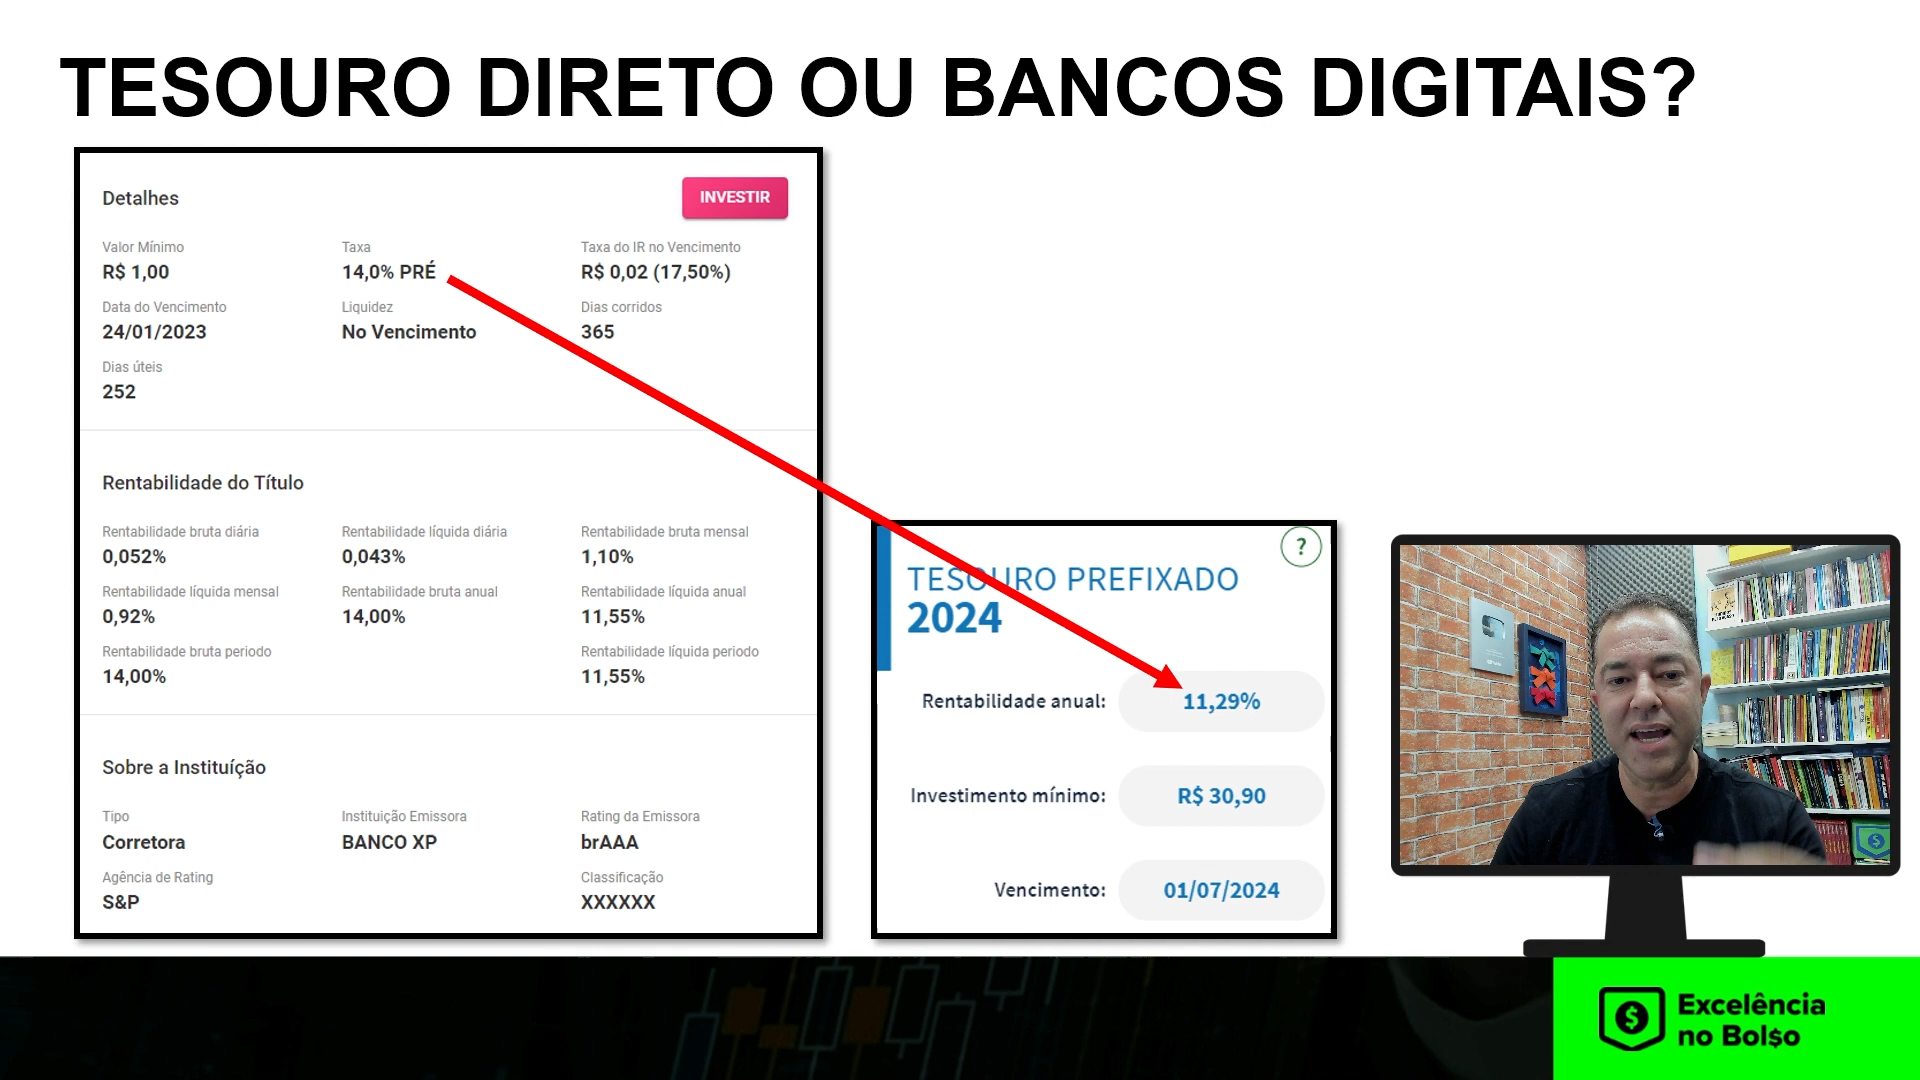 TESOURO DIRETO OU BANCOS DIGITAIS?
Detalhes
INVESTIR
Valor Mínimo
Taxa
Taxa do IR no Vencimento
R$ 1,00
14,0% PRÉ
R$ 0,02 (17,50%)
Data do Vencimento
Liquidez
Dias corridos
24/01/2023
No Vencimento
365
Dias úteis
252
Rentabilidade do Título
Rentabilidade bruta diária
Rentabilidade líquida diária
Rentabilidade bruta mensal
0,052%
0,043%
1,10%
Rentabilidade líquida mensal
Rentabilidade bruta anual
Rentabilidade líquida anual
0,92%
14,00%
11,55%
Rentabilidade bruta periodo
Rentabilidade líquida periodo
14,00%
11,55%
Sobre a Instituíção
Tipo
Instituição Emissora
Rating da Emissora
Corretora
BANCO XP
brAAA
Agência de Rating
Classificação
S&P
XXXXXX
?
TESOURO PREFIXADO
2024
Rentabilidade anual:
11,29%
Investimento mínimo:
R$ 30,90
Vencimento:
01/07/2024
Excelência
no Bol$o